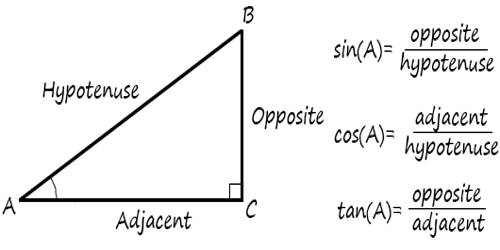 B
Hypotenuse
Opposite
A
Adjacent
C
sin(A)= opposite
hypotenuse
cos(A)= adjacent
hypotenuse
tan(A)= opposite
adjacent